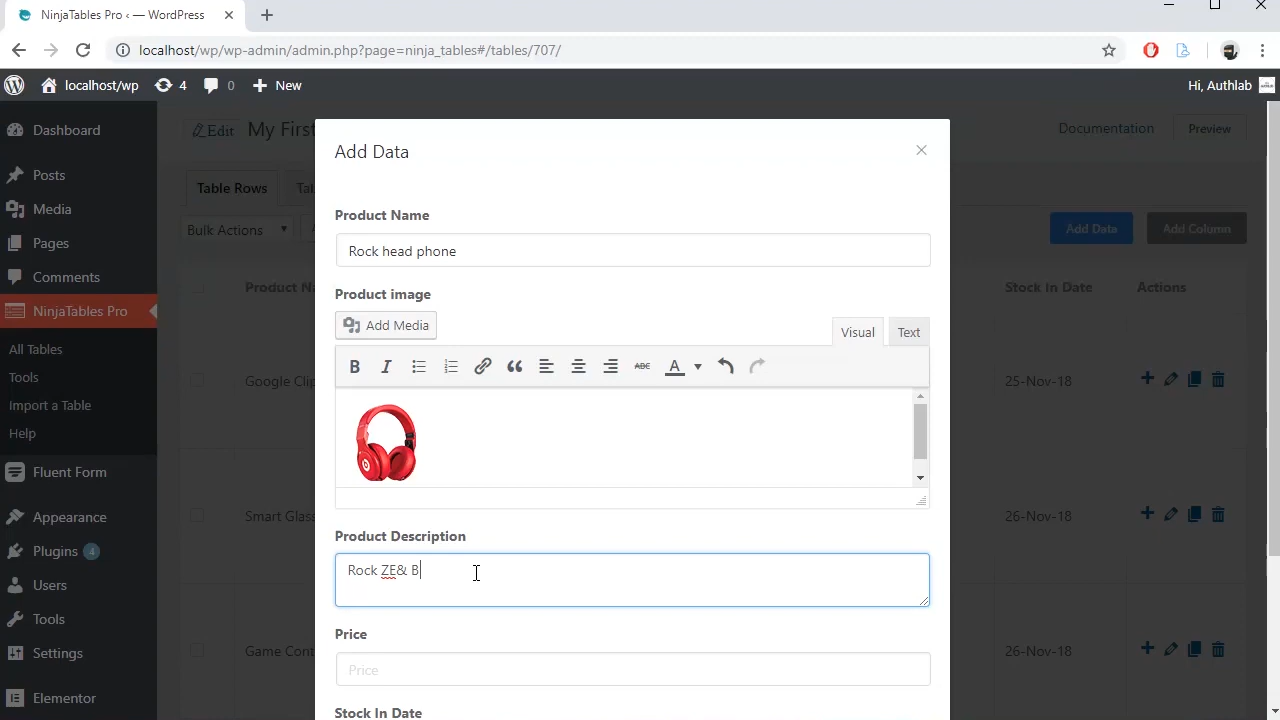 NinjaTables Pro ‹ — WordPress
localhost/wp/wp-admin/admin.php?page=ninja_tables#/tables/707/
localhost/wp 4 0 New Hi, Authlab
Dashboard
Posts
Media
Pages
Comments
NinjaTables Pro
All Tables
Tools
Import a Table
Help
Fluent Form
Appearance
Plugins 4
Users
Tools
Settings
Elementor
Edit My First
Documentation Preview
Table Rows
Bulk Actions
Add Data Add Column
Stock In Date Actions
Google Clip 25-Nov-18
Smart Glass 26-Nov-18
Game Cont 26-Nov-18
Add Data
Product Name
Rock head phone
Product image
Add Media
Visual Text
B I ABC A
Product Description
Rock ZE& B
Price
Price
Stock In Date